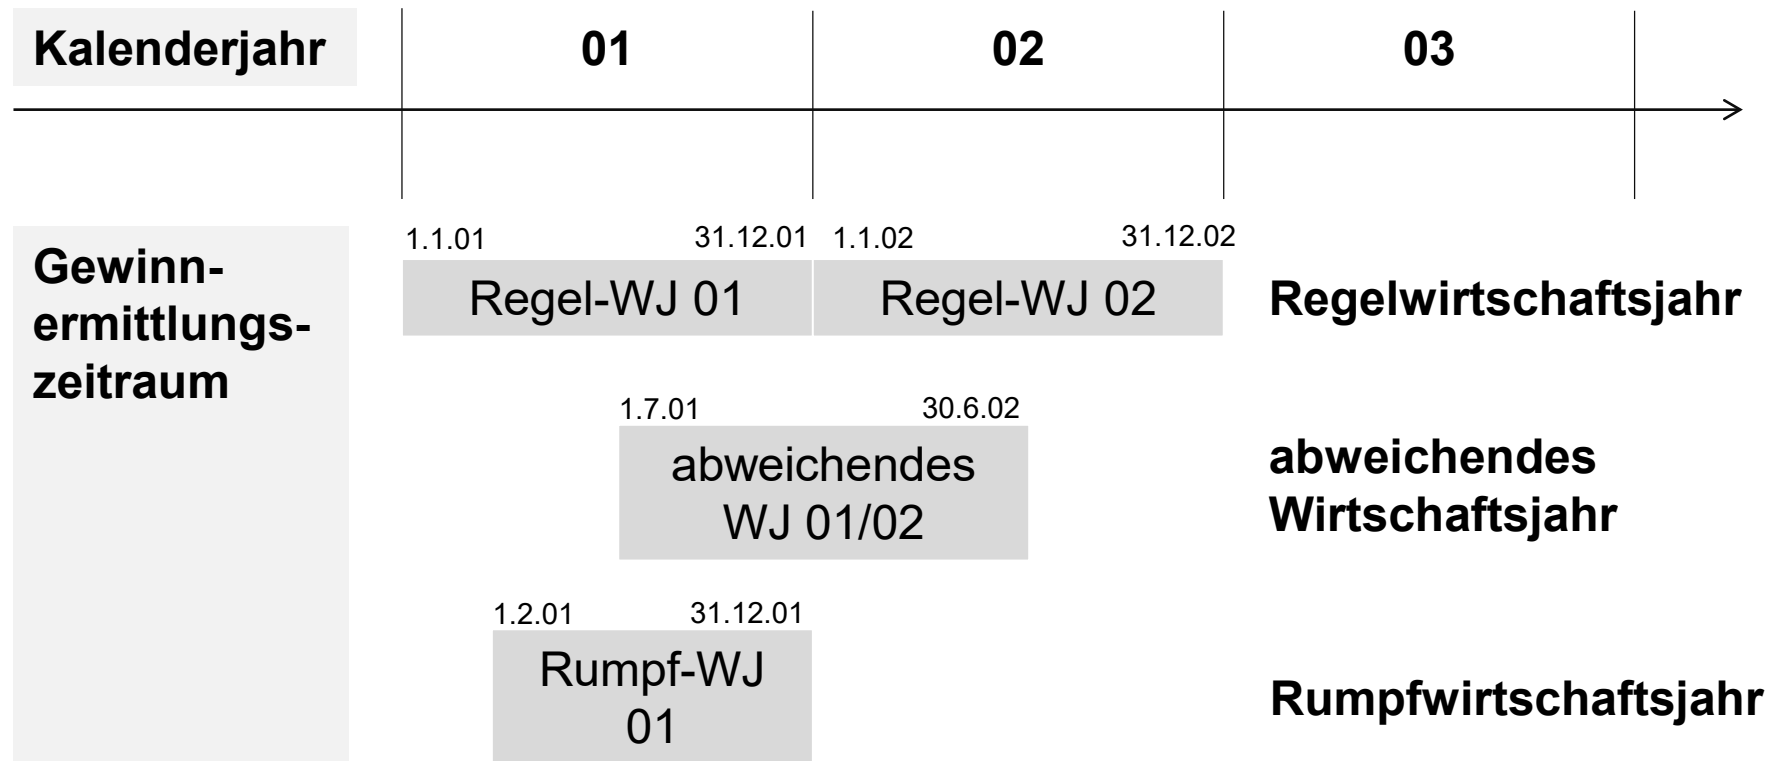 Kalenderjahr 01 02 03
Gewinn-
ermittlungs-
zeitraum
1.1.01 31.12.01 1.1.02 31.12.02
Regel-WJ 01 Regel-WJ 02 Regelwirtschaftsjahr
1.7.01 30.6.02
abweichendes
WJ 01/02
abweichendes
Wirtschaftsjahr
1.2.01 31.12.01
Rumpf-WJ
01
Rumpfwirtschaftsjahr